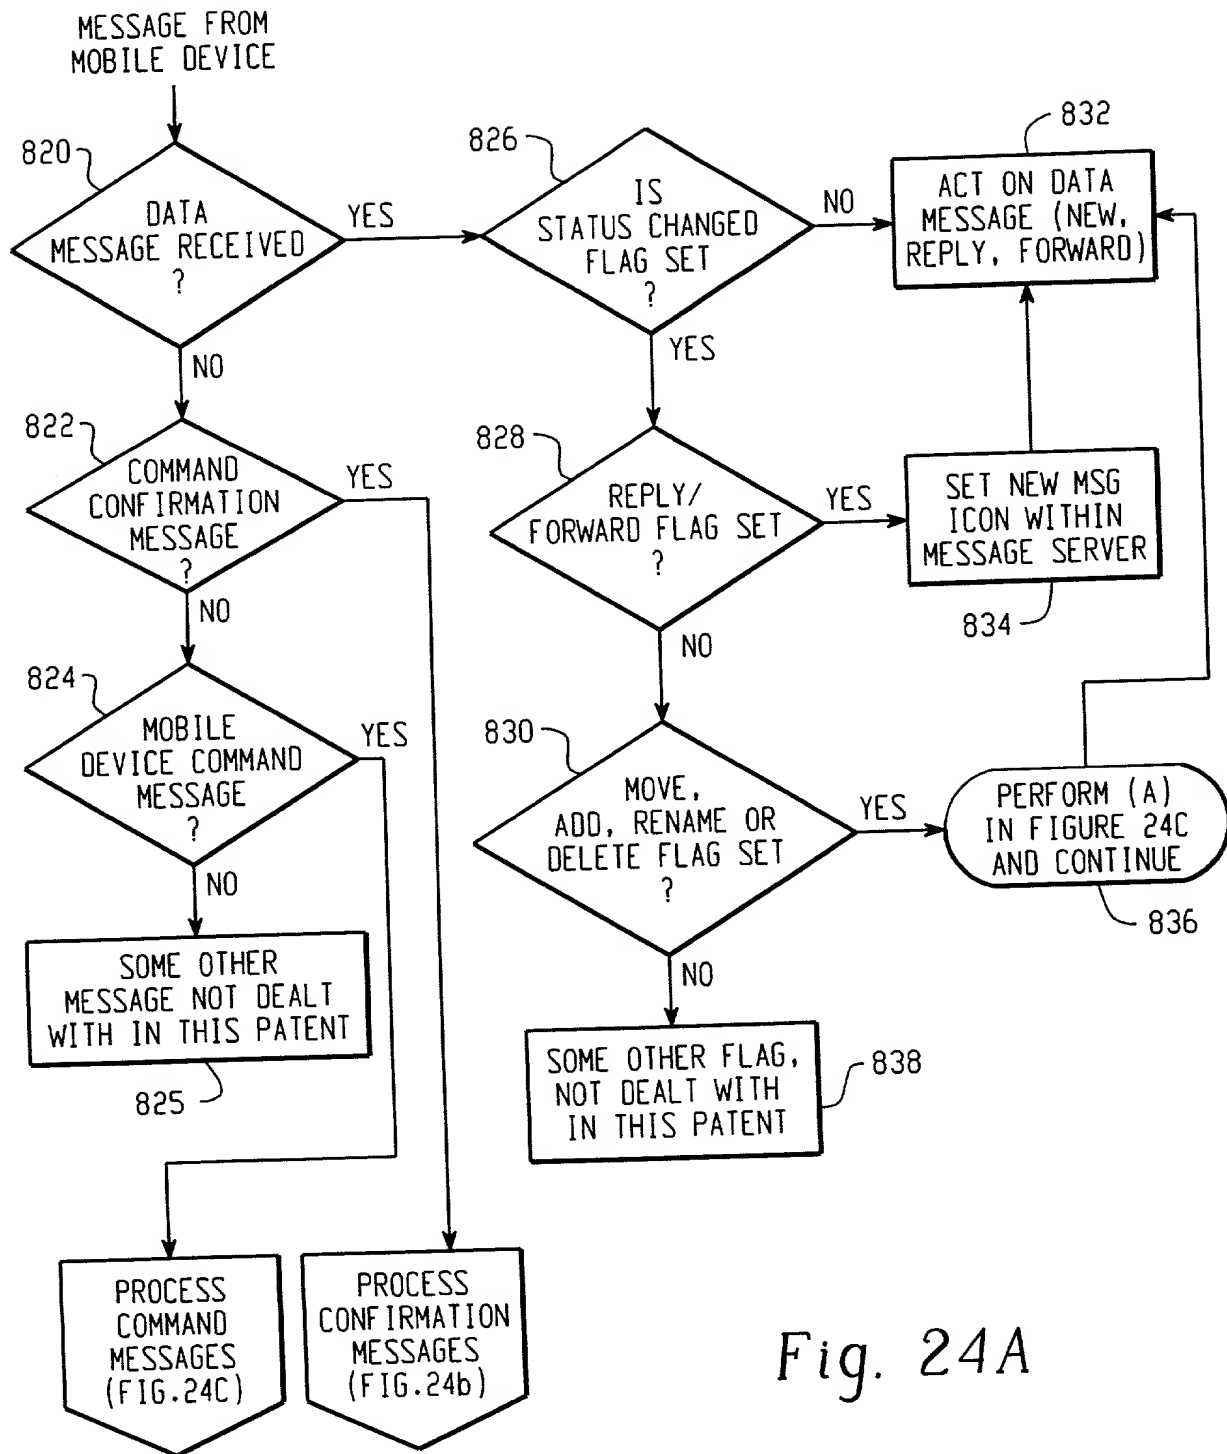 MESSAGE FROM
MOBILE DEVICE
820
DATA
MESSAGE RECEIVED
?
YES
NO
826
IS
STATUS CHANGED
FLAG SET
?
NO
YES
832
ACT ON DATA
MESSAGE (NEW,
REPLY, FORWARD)
822
COMMAND
CONFIRMATION
MESSAGE
?
YES
NO
828
REPLY/
FORWARD FLAG SET
?
YES
NO
SET NEW MSG
ICON WITHIN
MESSAGE SERVER
834
824
MOBILE
DEVICE COMMAND
MESSAGE
?
YES
NO
830
MOVE,
ADD, RENAME OR
DELETE FLAG SET
?
YES
NO
PERFORM (A)
IN FIGURE 24C
AND CONTINUE
836
SOME OTHER
MESSAGE NOT DEALT
WITH IN THIS PATENT
825
SOME OTHER FLAG,
NOT DEALT WITH
IN THIS PATENT
838
PROCESS
COMMAND
MESSAGES
(FIG.24C)
PROCESS
CONFIRMATION
MESSAGES
(FIG.24b)
Fig. 24A